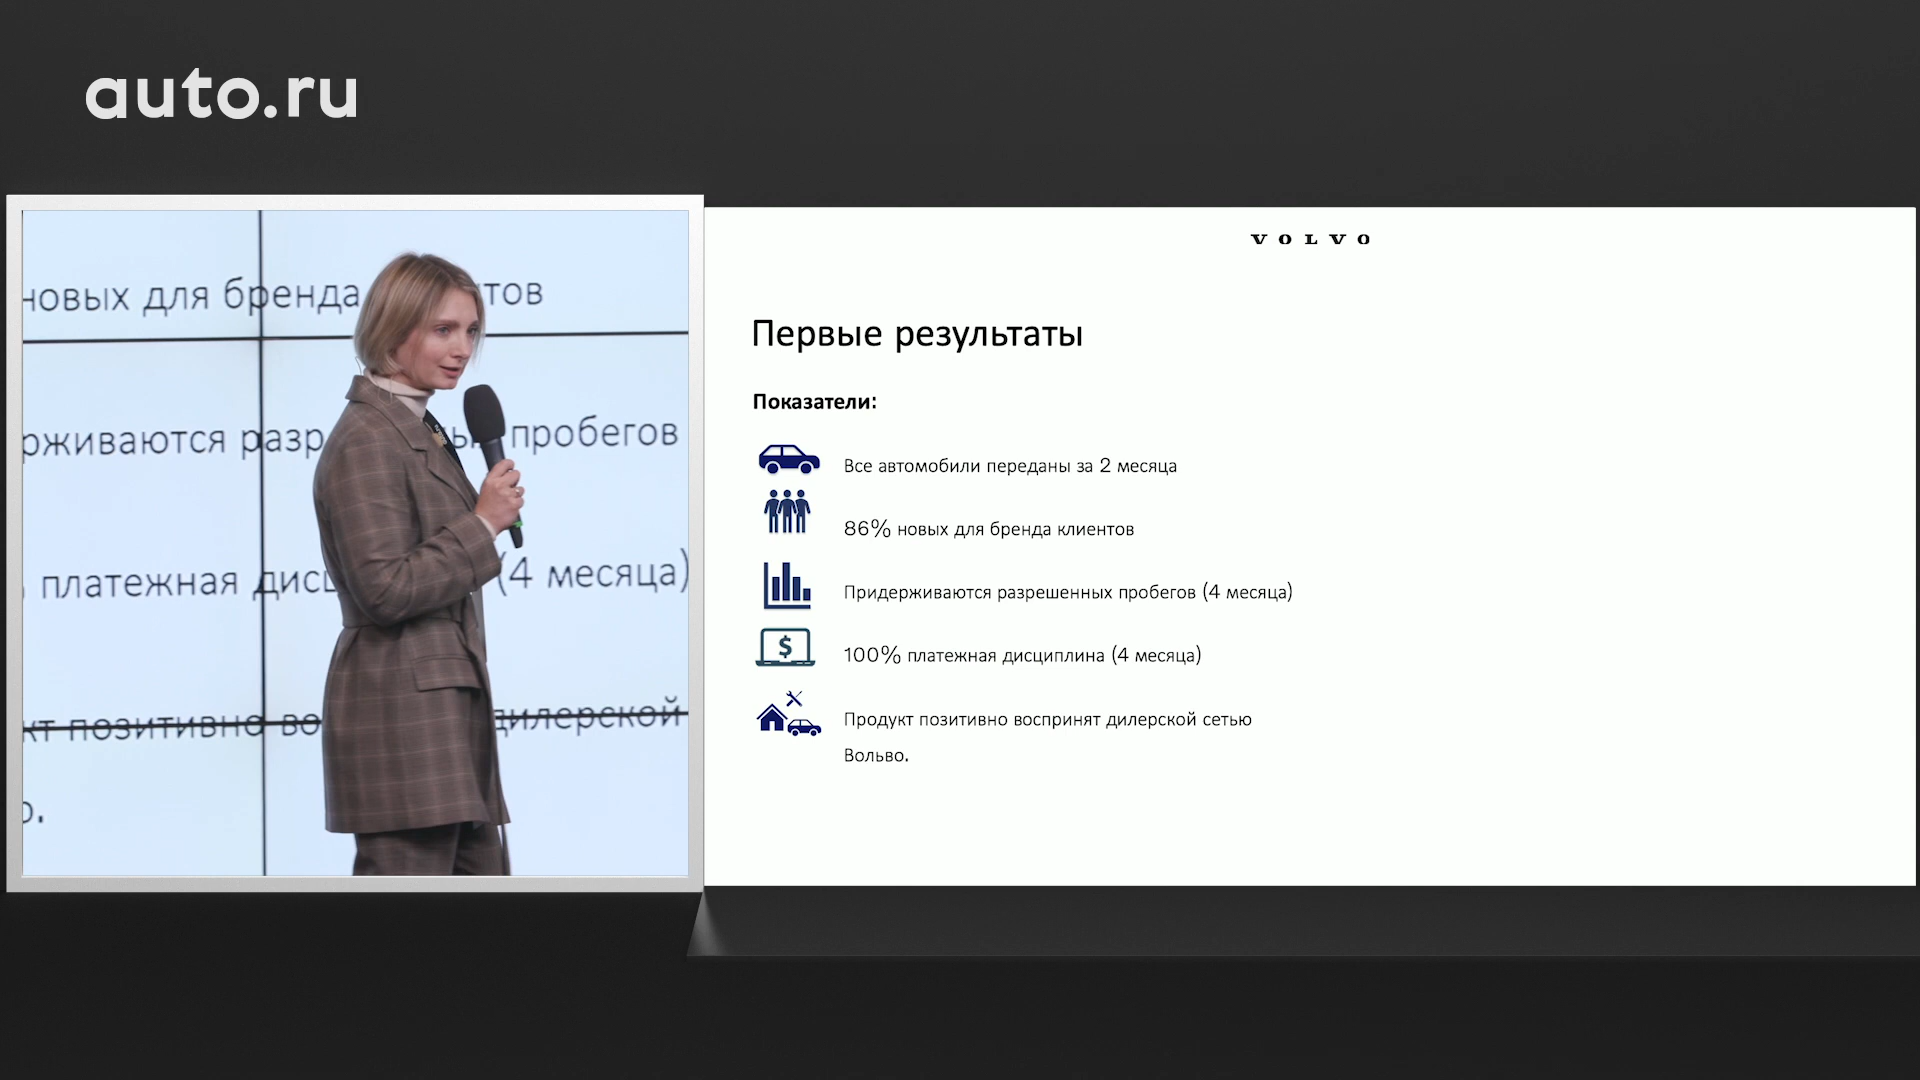 auto.ru
новых для бренда тов
рживаются разр пробегов
платежная дис (4 месяца)
кт позитивно во дилерской
о.
VOLVO
Первые результаты
Показатели:
Все автомобили переданы за 2 месяца
86% новых для бренда клиентов
Придерживаются разрешенных пробегов (4 месяца)
$
100% платежная дисциплина (4 месяца)
Продукт позитивно воспринят дилерской сетью
Вольво.